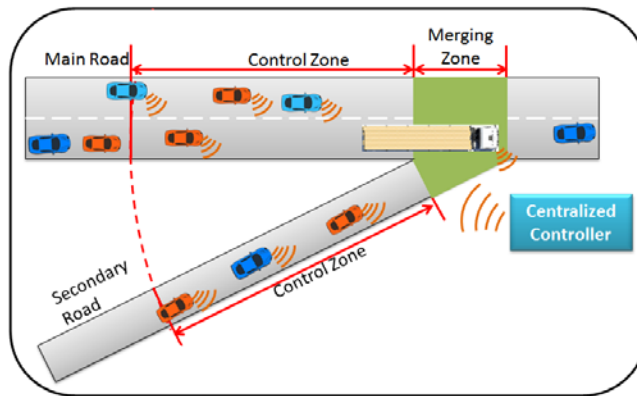 Main Road
Control Zone
Merging
Zone
Centralized
Controller
Control Zone
Secondary
Road